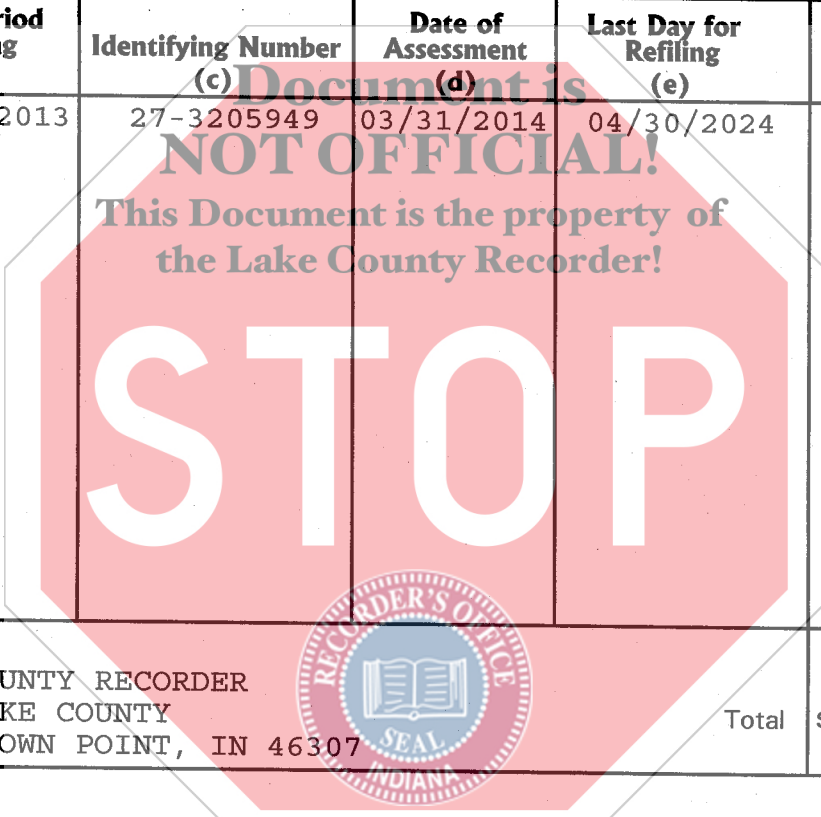 riod
g
Identifying Number
(c)
Date of
Assessment
(d)
Last Day for
Refiling
(e)
Document is
2013 27-3205949 03/31/2014 04/30/2024
NOT OFFICIAL!
This Document is the property of
the Lake County Recorder!
STOP
RECORDER'S OFFICE
SEAL
INDIANA
UNTY RECORDER
KE COUNTY
OWN POINT, IN 46307
Total